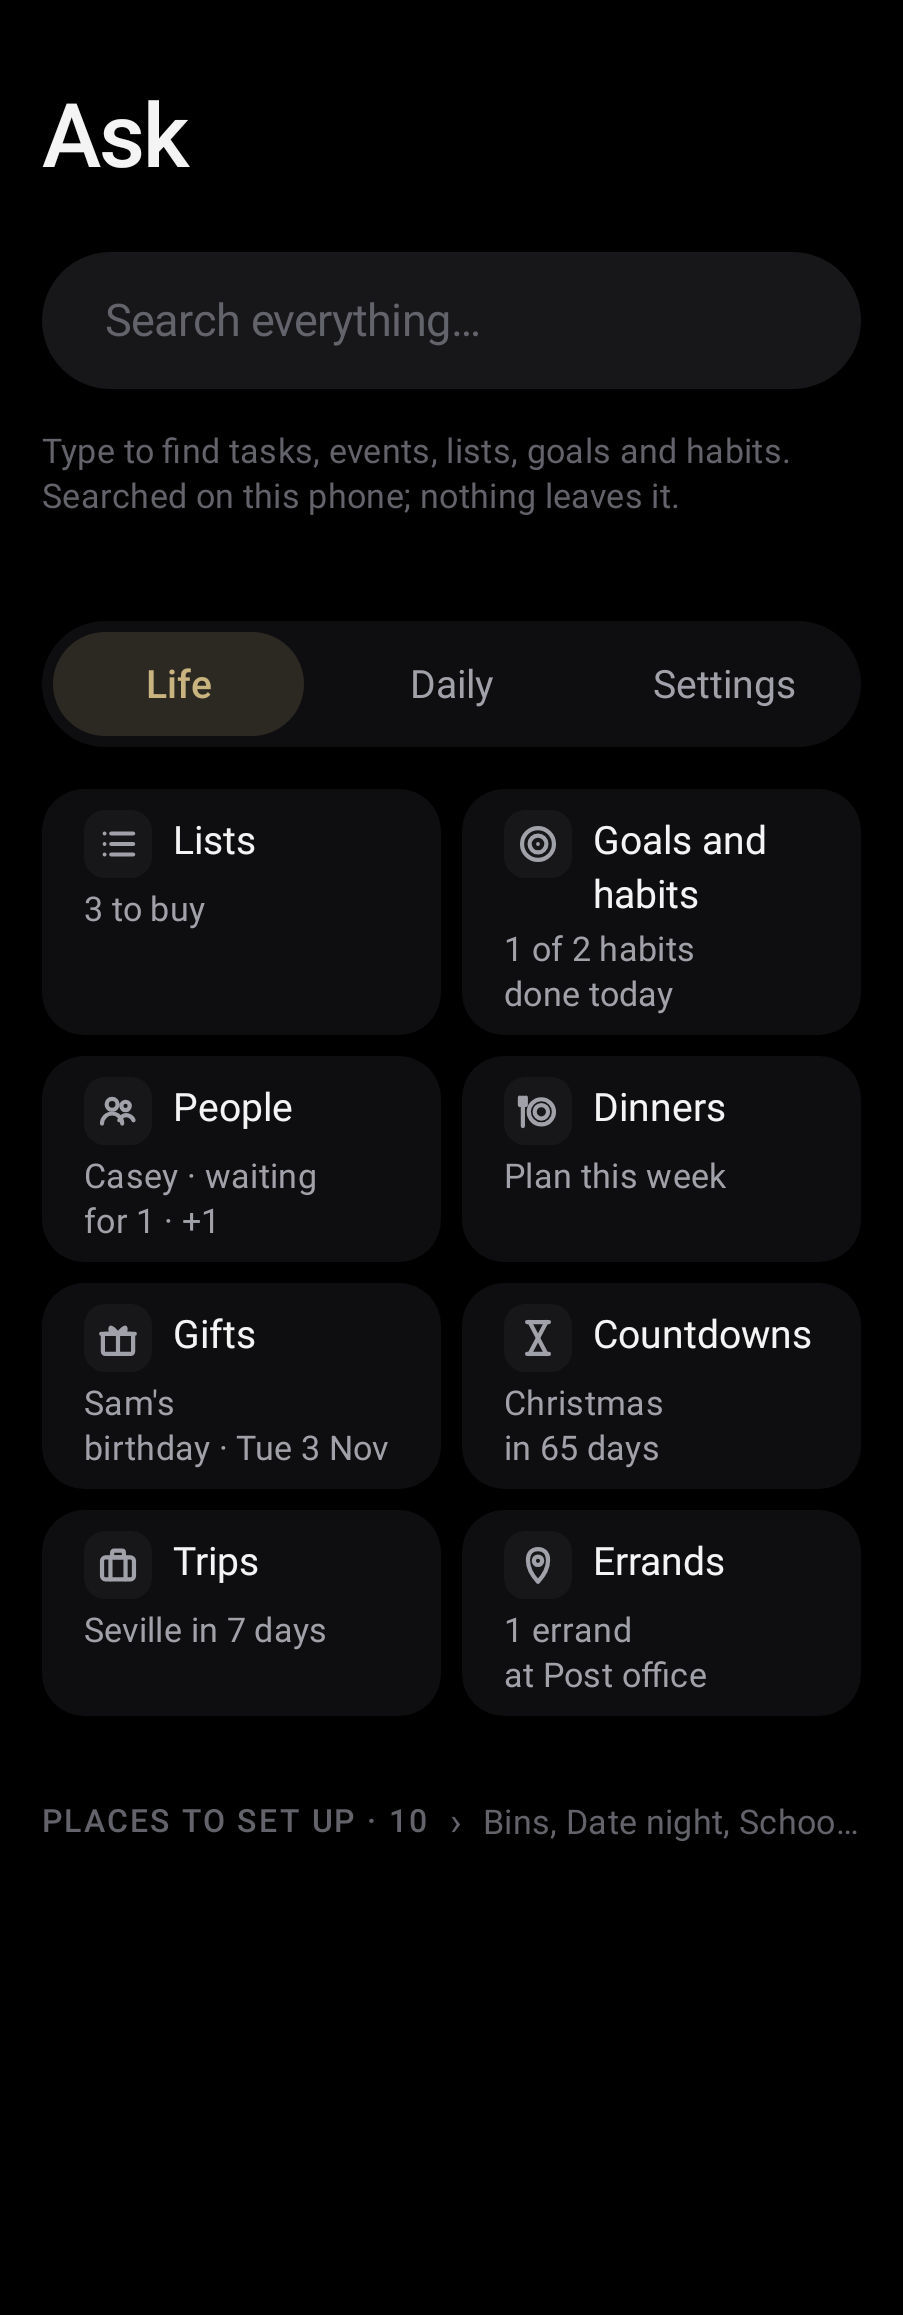 Ask
Search everything...
Type to find tasks, events, lists, goals and habits.
Searched on this phone; nothing leaves it.
Life
Daily
Settings
Lists
3 to buy
Goals and
habits
1 of 2 habits
done today
People
Casey · waiting
for 1 · +1
Dinners
Plan this week
Gifts
Sam's
birthday · Tue 3 Nov
Countdowns
Christmas
in 65 days
Trips
Seville in 7 days
Errands
1 errand
at Post office
PLACES TO SET UP · 10 › Bins, Date night, Schoo...